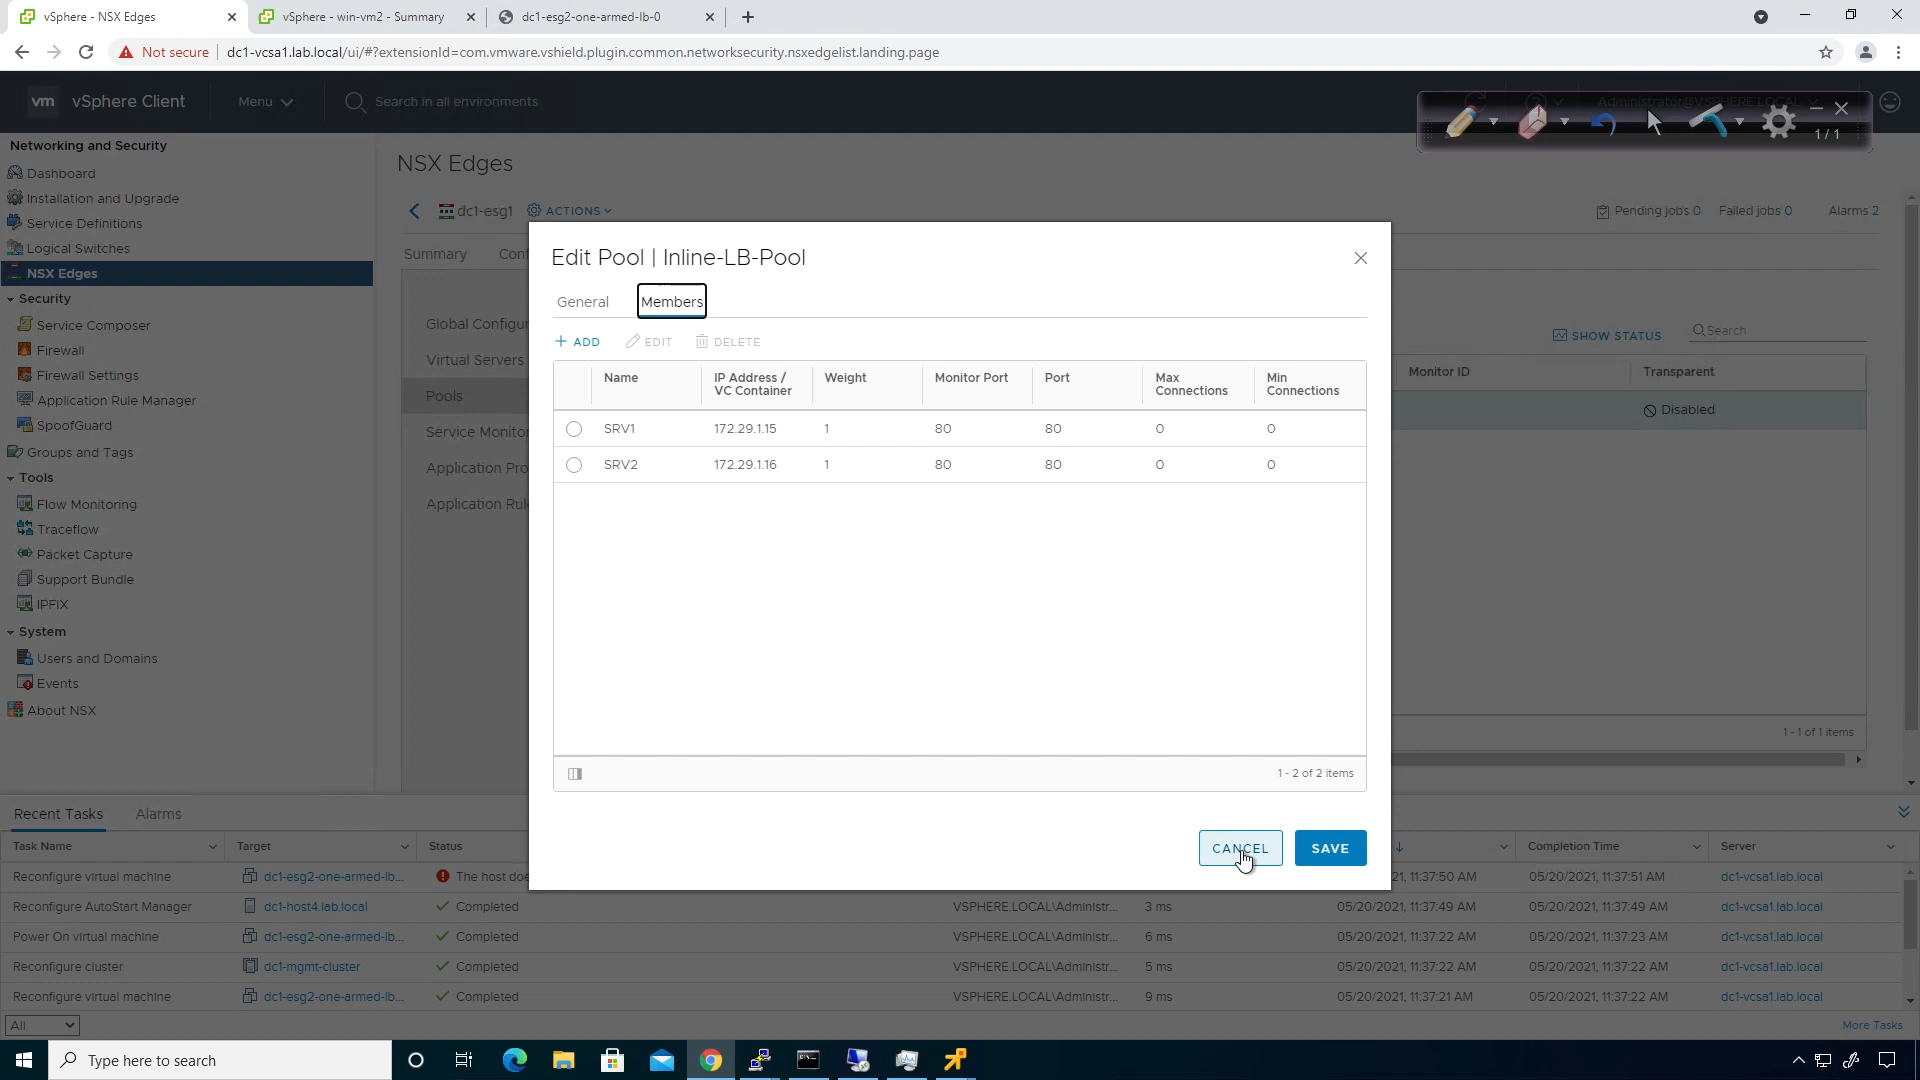 vSphere - NSX Edges
vSphere - win-vm2 - Summary
dc1-esg2-one-armed-lb-0
Not secure
dc1-vcsa1.lab.local/ui/#?extensionId=com.vmware.vshield.plugin.common.networksecurity.nsxedgelist.landing.page
vm vSphere Client Menu Search in all environments
Administrator@VSPHERE.LOCAL
1 / 1
Networking and Security
Dashboard
Installation and Upgrade
Service Definitions
Logical Switches
NSX Edges
Security
Service Composer
Firewall
Firewall Settings
Application Rule Manager
SpoofGuard
Groups and Tags
Tools
Flow Monitoring
Traceflow
Packet Capture
Support Bundle
IPFIX
System
Users and Domains
Events
About NSX
NSX Edges
dc1-esg1 ACTIONS
Pending jobs 0 Failed jobs 0 Alarms 2
Summary Con
Global Configu
Virtual Servers
Pools
Service Monitor
Application Pro
Application Rul
SHOW STATUS Search
Monitor ID Transparent
Disabled
1 - 1 of 1 items
Edit Pool | Inline-LB-Pool
General Members
ADD EDIT DELETE
Name IP Address / VC Container Weight Monitor Port Port Max Connections Min Connections
SRV1 172.29.1.15 1 80 80 0 0
SRV2 172.29.1.16 1 80 80 0 0
1 - 2 of 2 items
CANCEL SAVE
Recent Tasks Alarms
Task Name Target Status Completion Time Server
Reconfigure virtual machine dc1-esg2-one-armed-lb... The host doe 21, 11:37:50 AM 05/20/2021, 11:37:51 AM dc1-vcsa1.lab.local
Reconfigure AutoStart Manager dc1-host4.lab.local Completed VSPHERE.LOCAL\Administr... 3 ms 05/20/2021, 11:37:49 AM 05/20/2021, 11:37:49 AM dc1-vcsa1.lab.local
Power On virtual machine dc1-esg2-one-armed-lb... Completed VSPHERE.LOCAL\Administr... 6 ms 05/20/2021, 11:37:22 AM 05/20/2021, 11:37:23 AM dc1-vcsa1.lab.local
Reconfigure cluster dc1-mgmt-cluster Completed VSPHERE.LOCAL\Administr... 5 ms 05/20/2021, 11:37:22 AM 05/20/2021, 11:37:22 AM dc1-vcsa1.lab.local
Reconfigure virtual machine dc1-esg2-one-armed-lb... Completed VSPHERE.LOCAL\Administr... 9 ms 05/20/2021, 11:37:21 AM 05/20/2021, 11:37:22 AM dc1-vcsa1.lab.local
All More Tasks
Type here to search